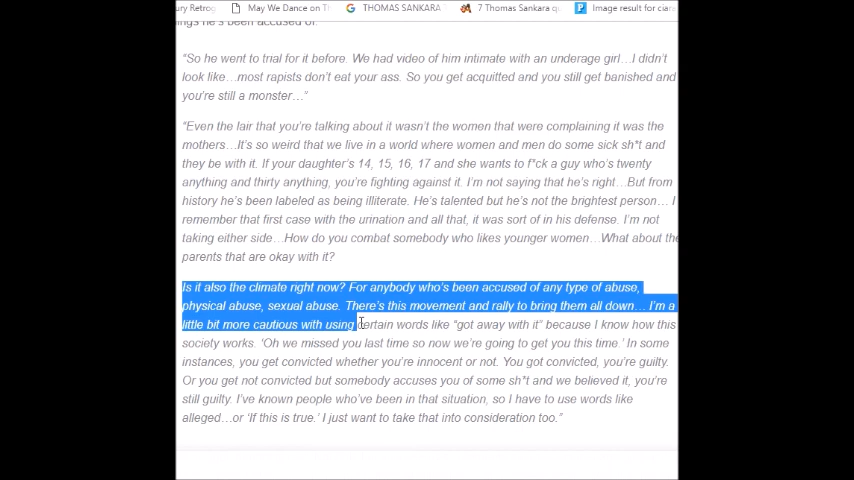 ury Retrog May We Dance on Th THOMAS SANKARA 7 Thomas Sankara qu Image result for ciara
ings he's been accused of.
“So he went to trial for it before. We had video of him intimate with an underage girl…I didn’t
look like…most rapists don’t eat your ass. So you get acquitted and you still get banished and
you’re still a monster…”
“Even the lair that you’re talking about it wasn’t the women that were complaining it was the
mothers…It’s so weird that we live in a world where women and men do some sick sh*t and
they be with it. If your daughter’s 14, 15, 16, 17 and she wants to f*ck a guy who’s twenty
anything and thirty anything, you’re fighting against it. I’m not saying that he’s right…But from
history he’s been labeled as being illiterate. He’s talented but he’s not the brightest person… I
remember that first case with the urination and all that, it was sort of in his defense. I’m not
taking either side…How do you combat somebody who likes younger women…What about the
parents that are okay with it?
Is it also the climate right now? For anybody who’s been accused of any type of abuse,
physical abuse, sexual abuse. There’s this movement and rally to bring them all down… I’m a
little bit more cautious with using certain words like “got away with it” because I know how this
society works. ‘Oh we missed you last time so now we’re going to get you this time.’ In some
instances, you get convicted whether you’re innocent or not. You got convicted, you’re guilty.
Or you get not convicted but somebody accuses you of some sh*t and we believed it, you’re
still guilty. I’ve known people who’ve been in that situation, so I have to use words like
alleged…or ‘If this is true.’ I just want to take that into consideration too.”